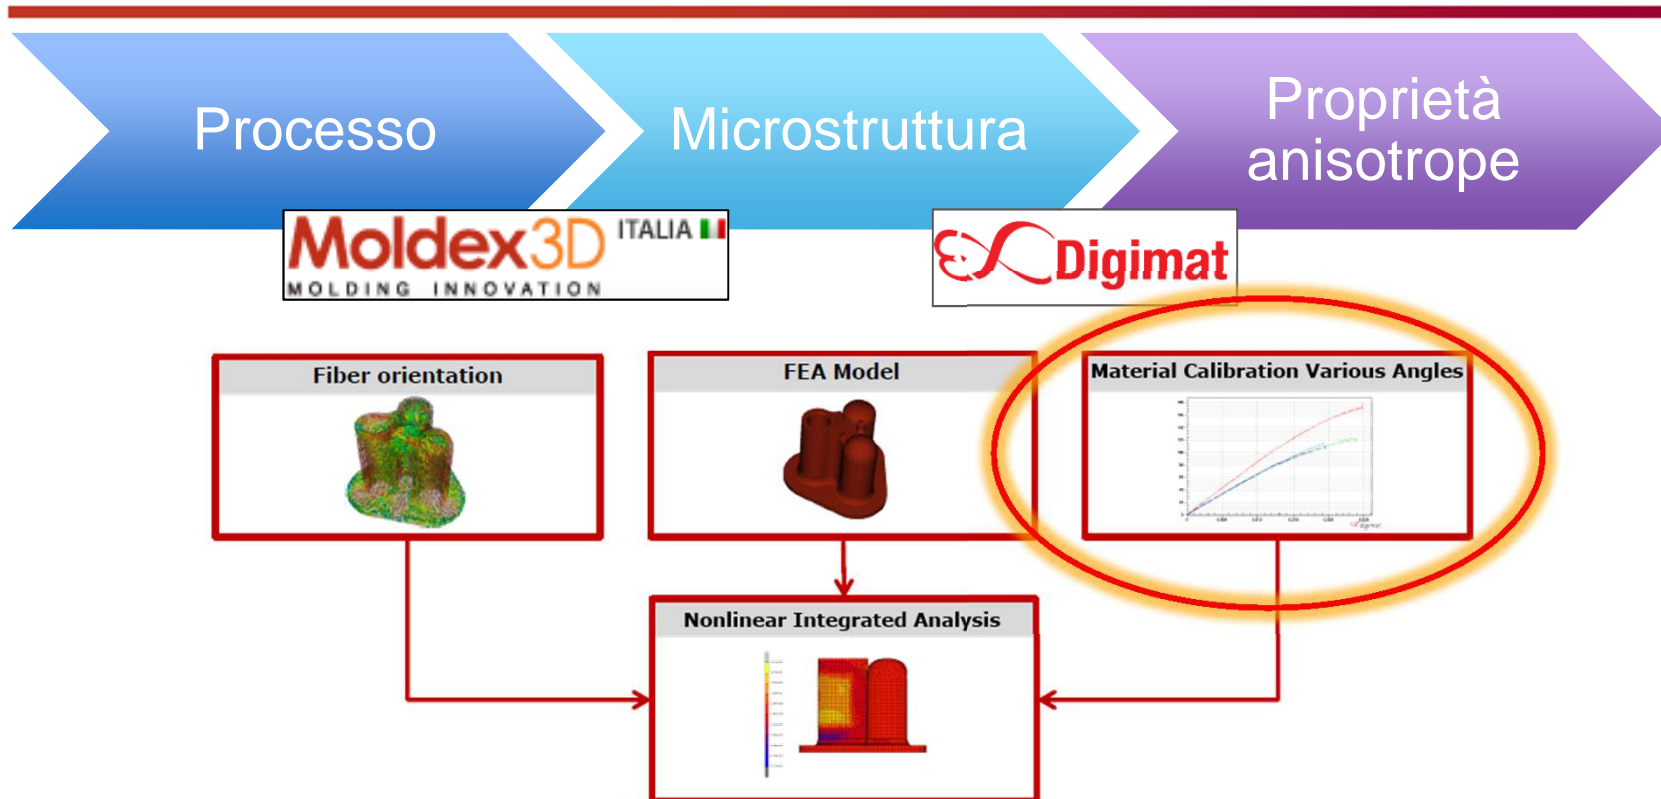 Processo
Microstruttura
Proprietà
anisotrope
Moldex3D ITALIA
MOLDING INNOVATION
Digimat
Fiber orientation
FEA Model
Material Calibration Various Angles
Digimat
Nonlinear Integrated Analysis